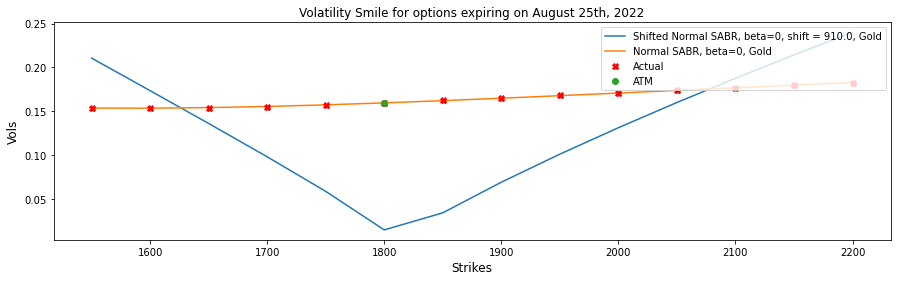 Volatility Smile for options expiring on August 25th, 2022
0.25
0.20
0.15
0.10
0.05
Vols
Shifted Normal SABR, beta=0, shift = 910.0, Gold
Normal SABR, beta=0, Gold
Actual
ATM
1600 1700 1800 1900 2000 2100 2200
Strikes